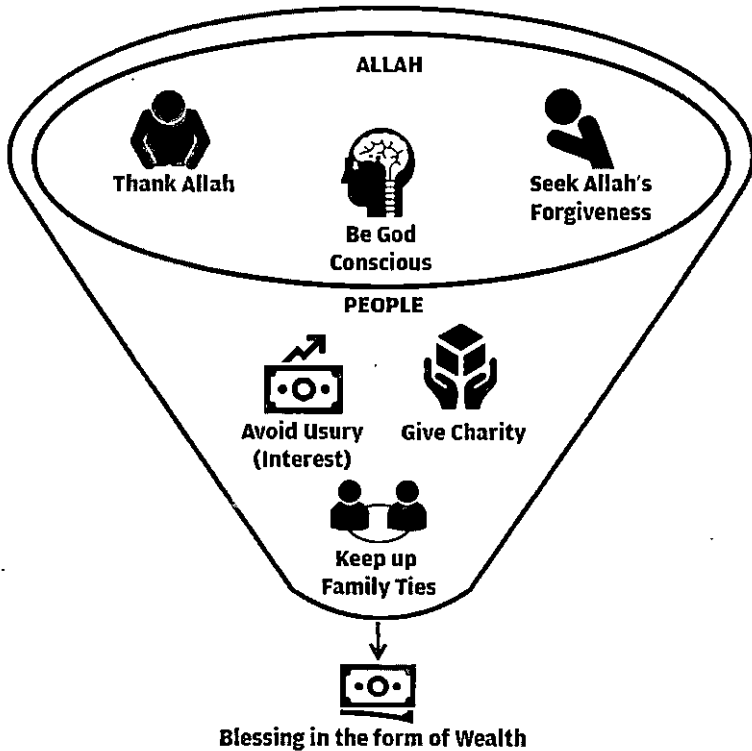 ALLAH
Thank Allah
Seek Allah's
Forgiveness
Be God
Conscious
PEOPLE
Avoid Usury
(Interest)
Give Charity
Keep up
Family Ties
Blessing in the form of Wealth